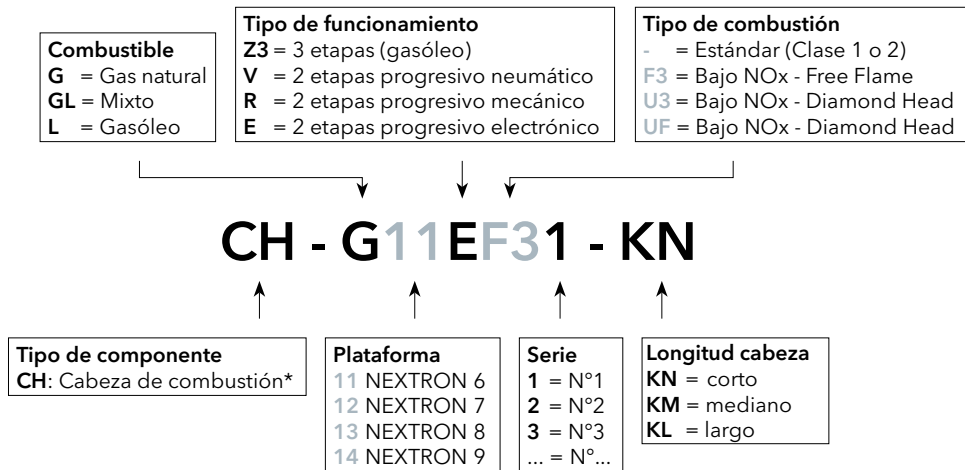 Combustible
G = Gas natural
GL = Mixto
L = Gasóleo
Tipo de funcionamiento
Z3 = 3 etapas (gasóleo)
V = 2 etapas progresivo neumático
R = 2 etapas progresivo mecánico
E = 2 etapas progresivo electrónico
Tipo de combustión
- = Estándar (Clase 1 o 2)
F3 = Bajo NOx - Free Flame
U3 = Bajo NOx - Diamond Head
UF = Bajo NOx - Diamond Head
CH - G11EF31 - KN
Tipo de componente
CH: Cabeza de combustión*
Plataforma
11 NEXTRON 6
12 NEXTRON 7
13 NEXTRON 8
14 NEXTRON 9
Serie
1 = N°1
2 = N°2
3 = N°3
... = N°...
Longitud cabeza
KN = corto
KM = mediano
KL = largo